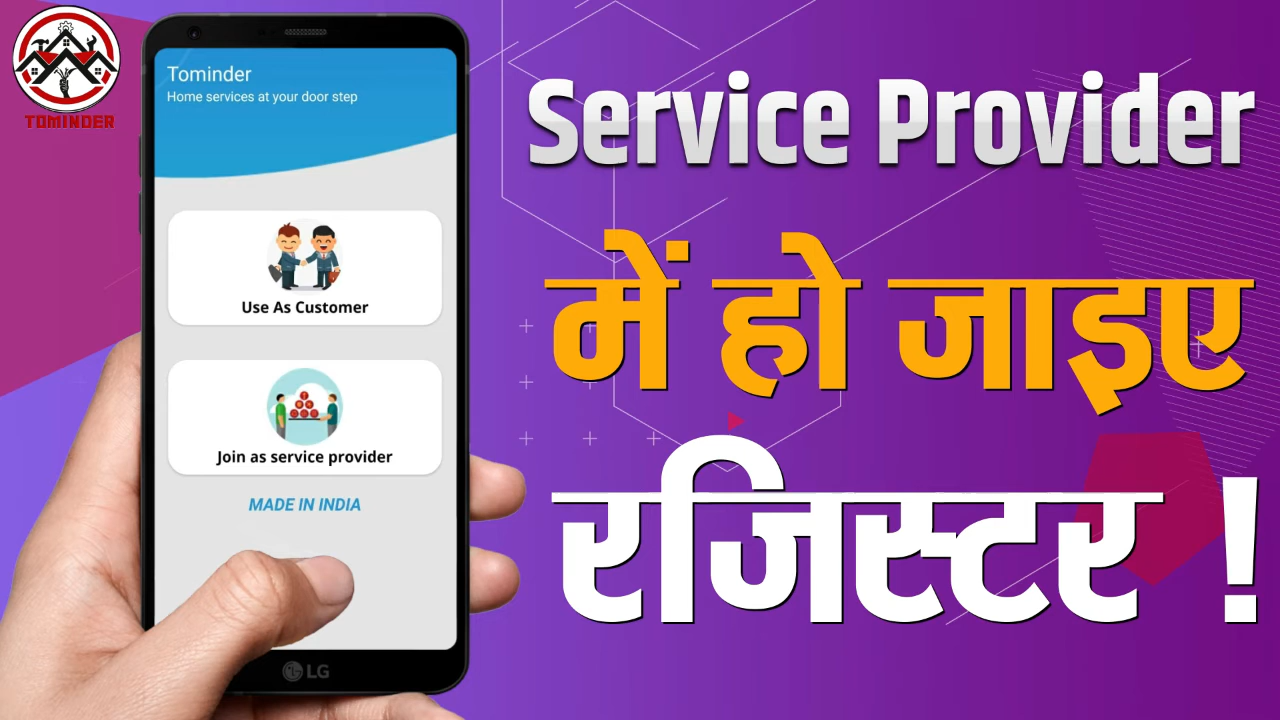 TOMINDER
Tominder
Home services at your door step
Use As Customer
Join as service provider
MADE IN INDIA
LG
Service Provider
में हो जाइए
रजिस्टर !